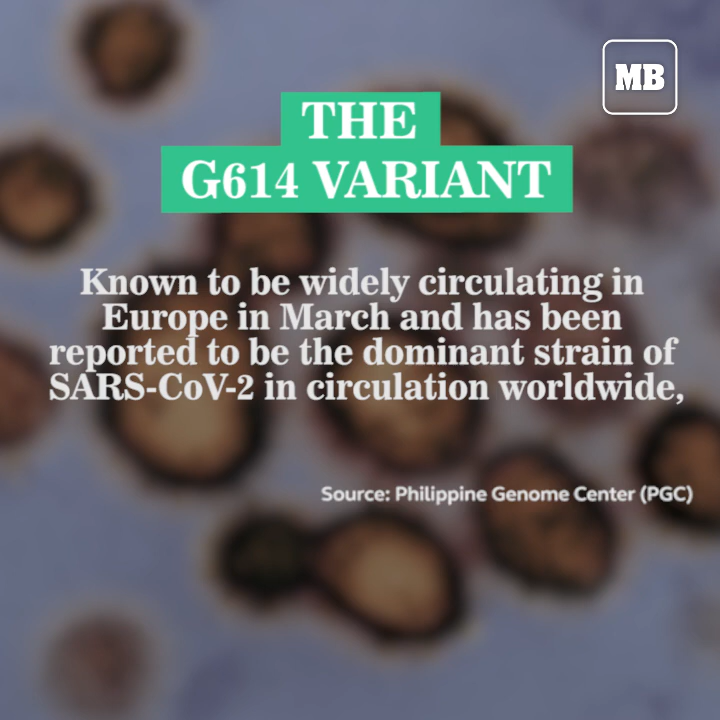 MB
THE
G614 VARIANT
Known to be widely circulating in
Europe in March and has been
reported to be the dominant strain of
SARS-CoV-2 in circulation worldwide,
Source: Philippine Genome Center (PGC)